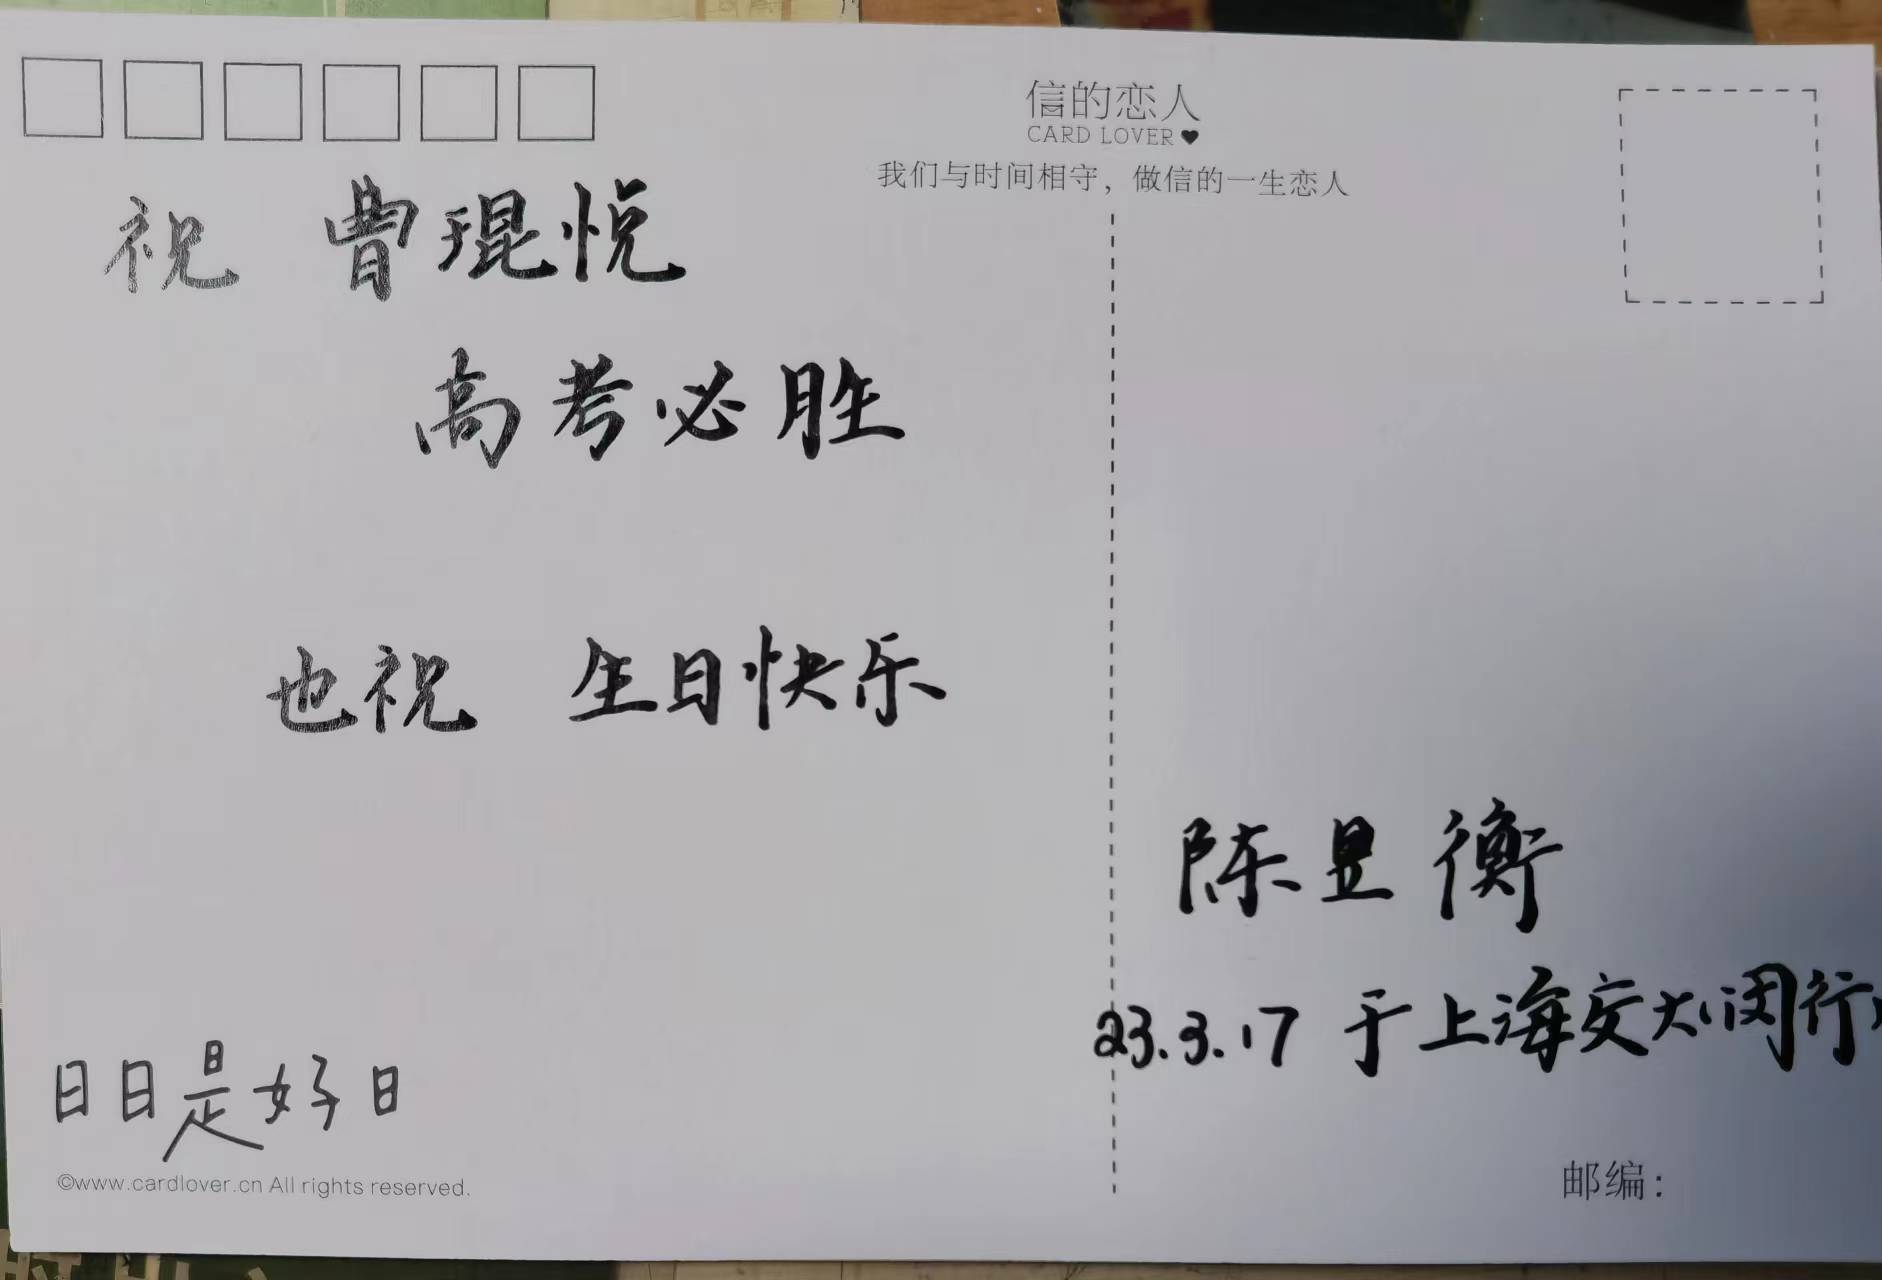 信的恋人
CARD LOVER♥
我们与时间相守，做信的一生恋人
祝 曹琨悦
高考必胜
也祝 生日快乐
陈昱衡
23.3.17 于上海交大闵行
日日是好日
©www.cardlover.cn All rights reserved.
邮编：